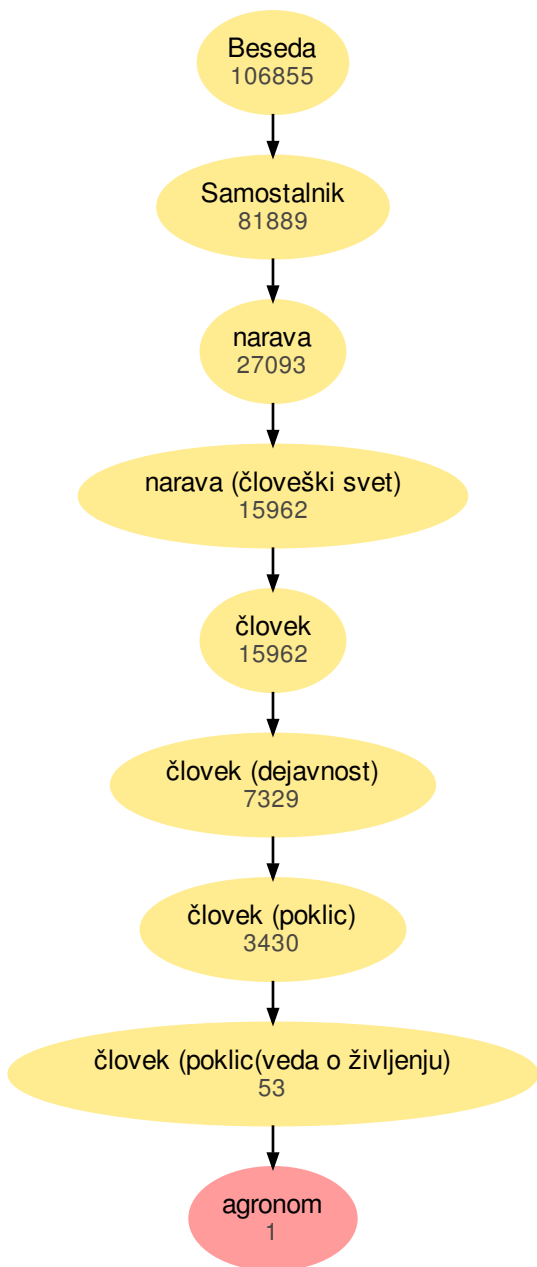 Beseda
106855
Samostalnik
81889
narava
27093
narava (človeški svet)
15962
človek
15962
človek (dejavnost)
7329
človek (poklic)
3430
človek (poklic(veda o življenju)
53
agronom
1